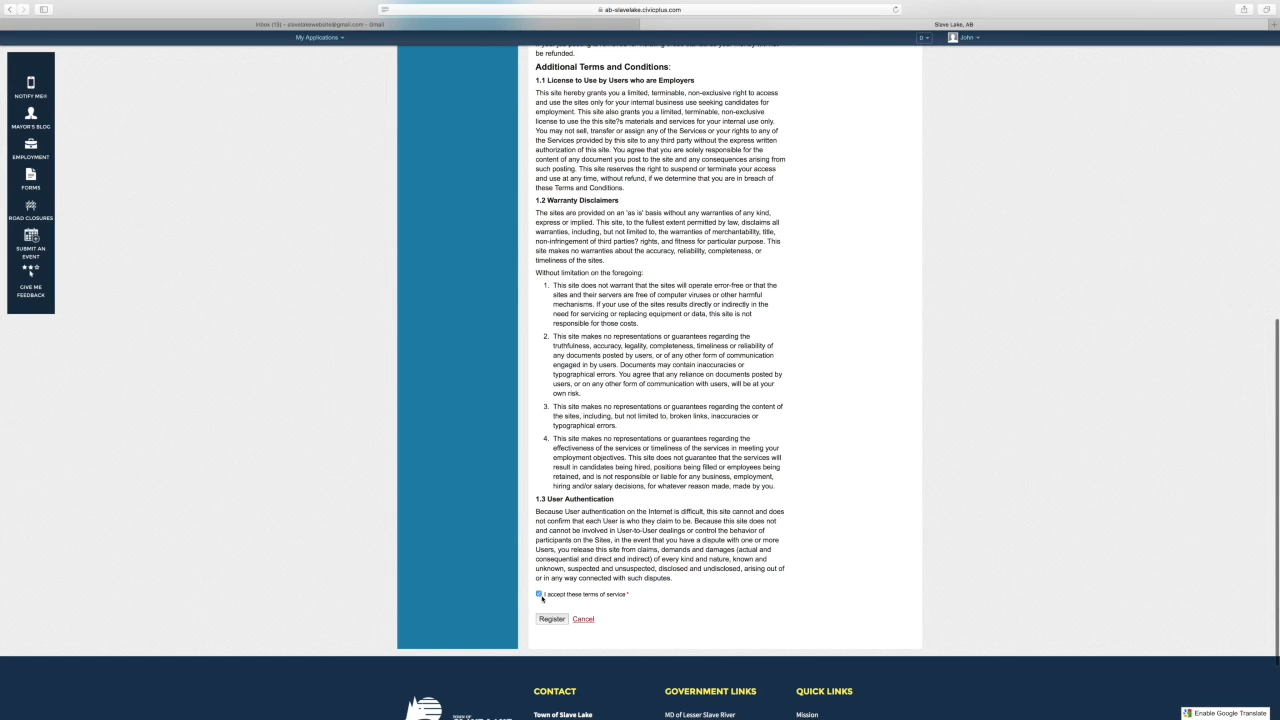 ab-slavelake.civicplus.com
Inbox (13) - slavelakewebsite@gmail.com - Gmail
Slave Lake, AB
My Applications
John
NOTIFY ME®
MAYOR'S BLOG
EMPLOYMENT
FORMS
ROAD CLOSURES
SUBMIT AN
EVENT
GIVE ME
FEEDBACK
be refunded.
Additional Terms and Conditions:
1.1 License to Use by Users who are Employers
This site hereby grants you a limited, terminable, non-exclusive right to access
and use the sites only for your internal business use seeking candidates for
employment. This site also grants you a limited, terminable, non-exclusive
license to use the this site?s materials and services for your internal use only.
You may not sell, transfer or assign any of the Services or your rights to any of
the Services provided by this site to any third party without the express written
authorization of this site. You agree that you are solely responsible for the
content of any document you post to the site and any consequences arising from
such posting. This site reserves the right to suspend or terminate your access
and use at any time, without refund, if we determine that you are in breach of
these Terms and Conditions.
1.2 Warranty Disclaimers
The sites are provided on an 'as is' basis without any warranties of any kind,
express or implied. This site, to the fullest extent permitted by law, disclaims all
warranties, including, but not limited to, the warranties of merchantability, title,
non-infringement of third parties? rights, and fitness for particular purpose. This
site makes no warranties about the accuracy, reliability, completeness, or
timeliness of the sites.
Without limitation on the foregoing:
1. This site does not warrant that the sites will operate error-free or that the
sites and their servers are free of computer viruses or other harmful
mechanisms. If your use of the sites results directly or indirectly in the
need for servicing or replacing equipment or data, this site is not
responsible for those costs.
2. This site makes no representations or guarantees regarding the
truthfulness, accuracy, legality, completeness, timeliness or reliability of
any documents posted by users, or of any other form of communication
engaged in by users. Documents may contain inaccuracies or
typographical errors. You agree that any reliance on documents posted by
users, or on any other form of communication with users, will be at your
own risk.
3. This site makes no representations or guarantees regarding the content of
the sites, including, but not limited to, broken links, inaccuracies or
typographical errors.
4. This site makes no representations or guarantees regarding the
effectiveness of the services or timeliness of the services in meeting your
employment objectives. This site does not guarantee that the services will
result in candidates being hired, positions being filled or employees being
retained, and is not responsible or liable for any business, employment,
hiring and/or salary decisions, for whatever reason made, made by you.
1.3 User Authentication
Because User authentication on the Internet is difficult, this site cannot and does
not confirm that each User is who they claim to be. Because this site does not
and cannot be involved in User-to-User dealings or control the behavior of
participants on the Sites, in the event that you have a dispute with one or more
Users, you release this site from claims, demands and damages (actual and
consequential and direct and indirect) of every kind and nature, known and
unknown, suspected and unsuspected, disclosed and undisclosed, arising out of
or in any way connected with such disputes.
I accept these terms of service*
Register Cancel
CONTACT
Town of Slave Lake
GOVERNMENT LINKS
MD of Lesser Slave River
QUICK LINKS
Mission
Enable Google Translate